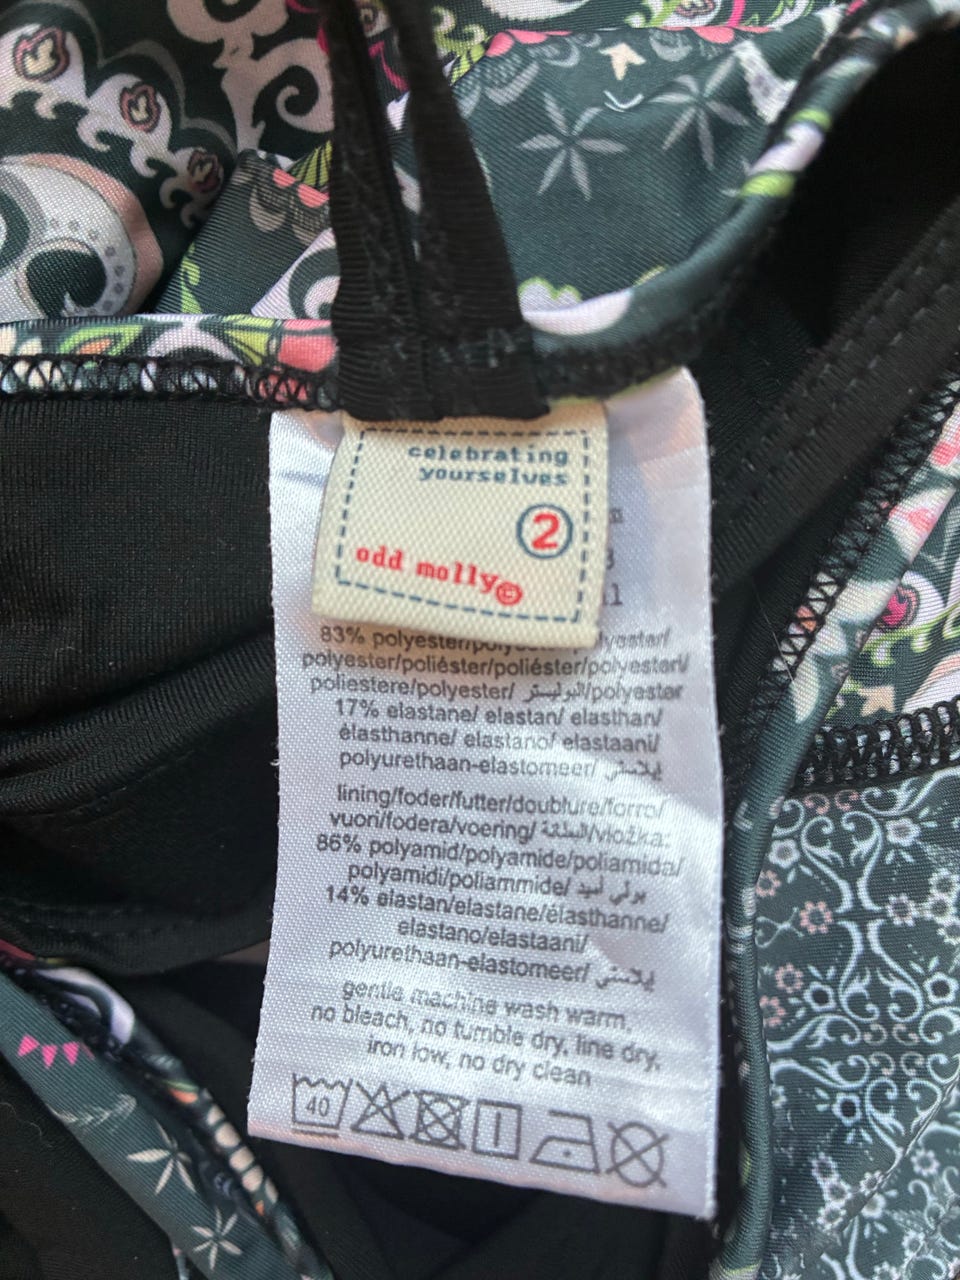 celebrating
yourselves
2
odd molly©
83% polyester/
polyester/poliéster/poliéster/polyesteri/
poliestere/polyester/ البوليستر/polyester
17% elastane/ elastan/ elasthan/
élasthanne/ elastano/ elastaani/
polyurethaan-elastomeer/ إيلاستين
lining/foder/futter/doublure/forro/
vuori/fodera/voering/ البطانة/vložka:
86% polyamid/polyamide/poliamida/
polyamidi/poliammide/ بولي أميد
14% elastan/elastane/élasthanne/
elastano/elastaani/
polyurethaan-elastomeer/ إيلاستين
gentle machine wash warm,
no bleach, no tumble dry, line dry,
iron low, no dry clean
40